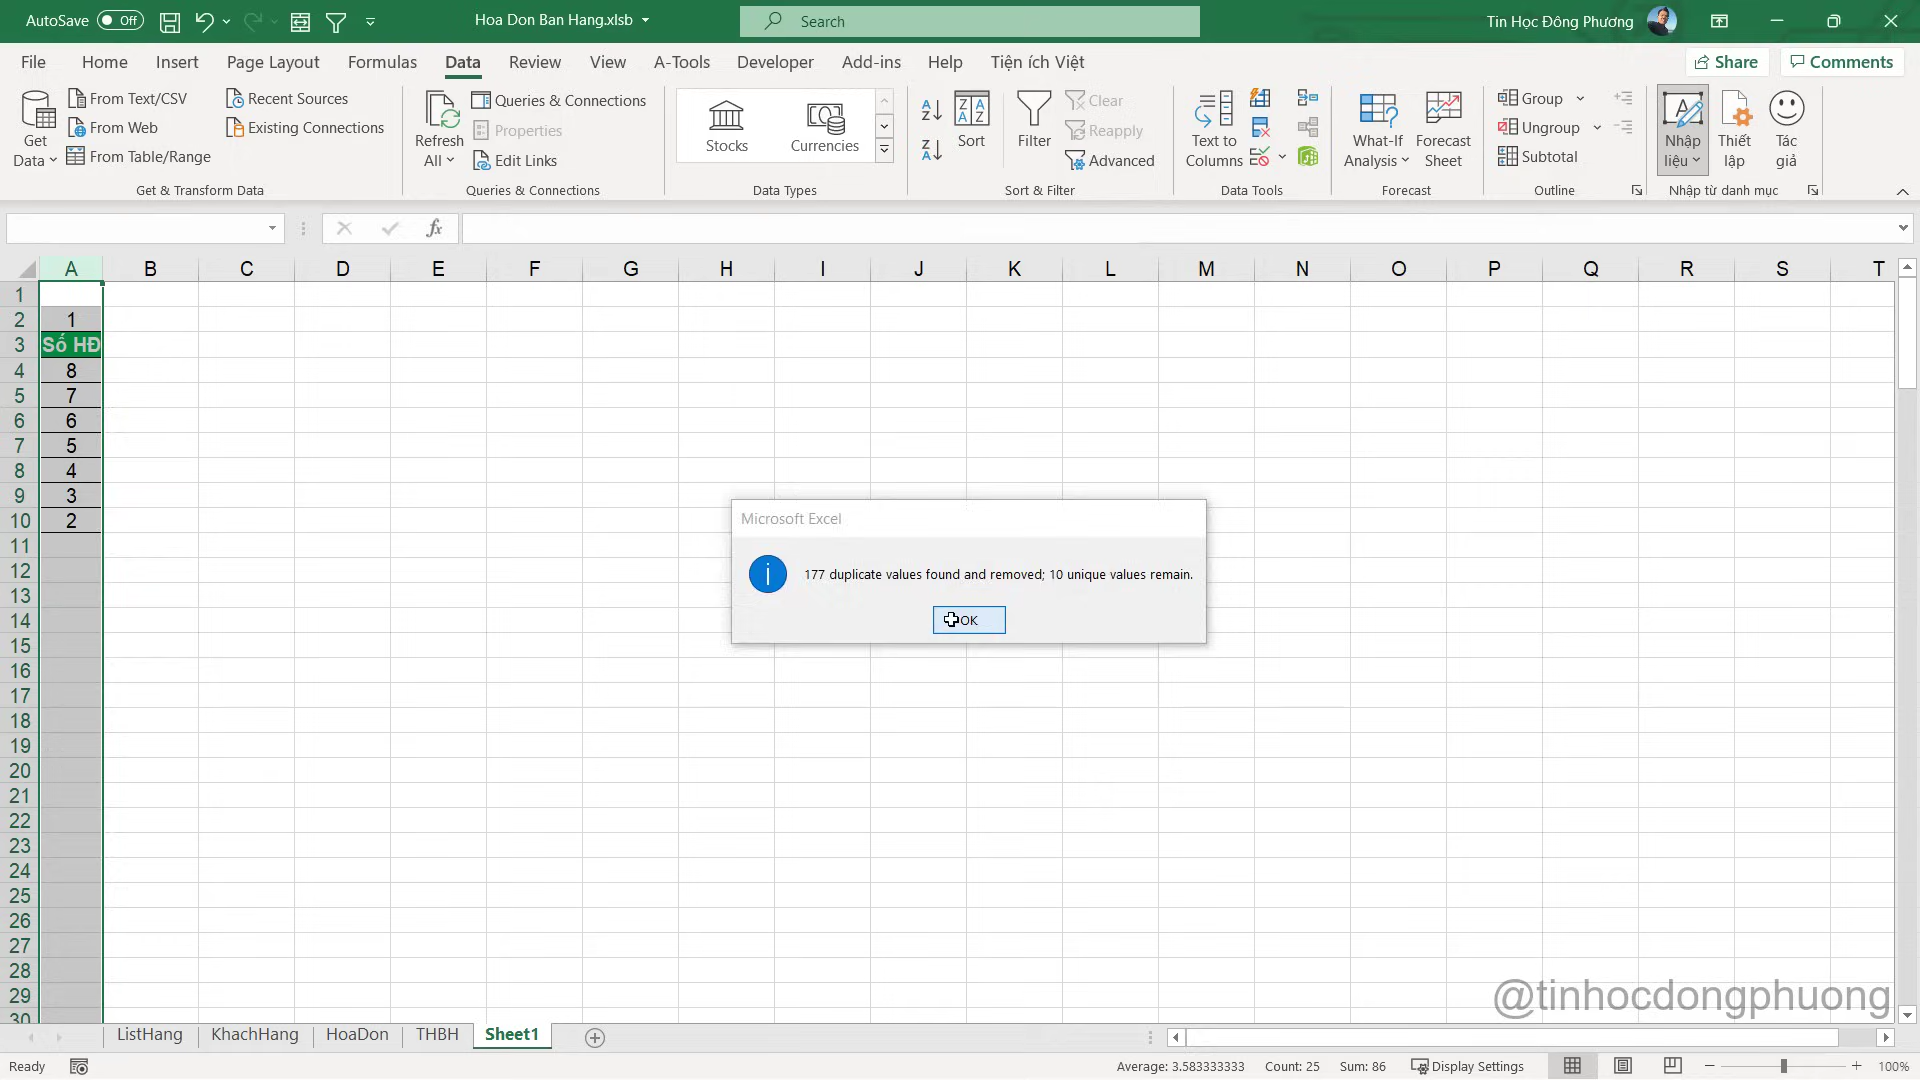 AutoSave Off Hoa Don Ban Hang.xlsb Search Tin Học Đông Phương
File Home Insert Page Layout Formulas Data Review View A-Tools Developer Add-ins Help Tiện ích Việt Share Comments
Get Data
From Text/CSV
From Web
From Table/Range
Recent Sources
Existing Connections
Get & Transform Data
Refresh All
Queries & Connections
Properties
Edit Links
Queries & Connections
Stocks
Currencies
Data Types
Sort
Filter
Clear
Reapply
Advanced
Sort & Filter
Text to Columns
Data Tools
What-If Analysis
Forecast Sheet
Forecast
Group
Ungroup
Subtotal
Outline
Nhập liệu
Thiết lập
Tác giả
Nhập từ danh mục
fx
A B C D E F G H I J K L M N O P Q R S T
1
2 1
3 Số HĐ
4 8
5 7
6 6
7 5
8 4
9 3
10 2
11
12
13
14
15
16
17
18
19
20
21
22
23
24
25
26
27
28
29
30
Microsoft Excel
177 duplicate values found and removed; 10 unique values remain.
OK
@tinhocdongphuong
ListHang KhachHang HoaDon THBH Sheet1
Ready Average: 3.583333333 Count: 25 Sum: 86 Display Settings 100%